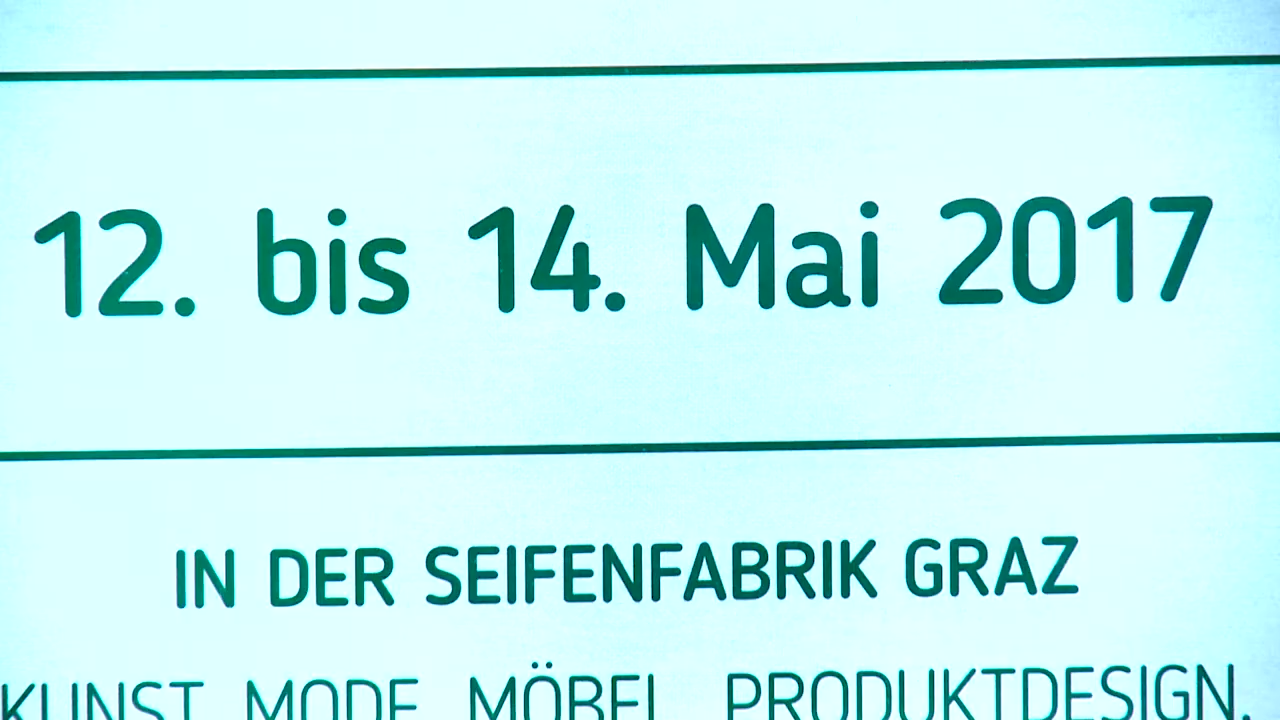 12. bis 14. Mai 2017
IN DER SEIFENFABRIK GRAZ
KUNST MODE MÖBEL PRODUKTDESIGN.